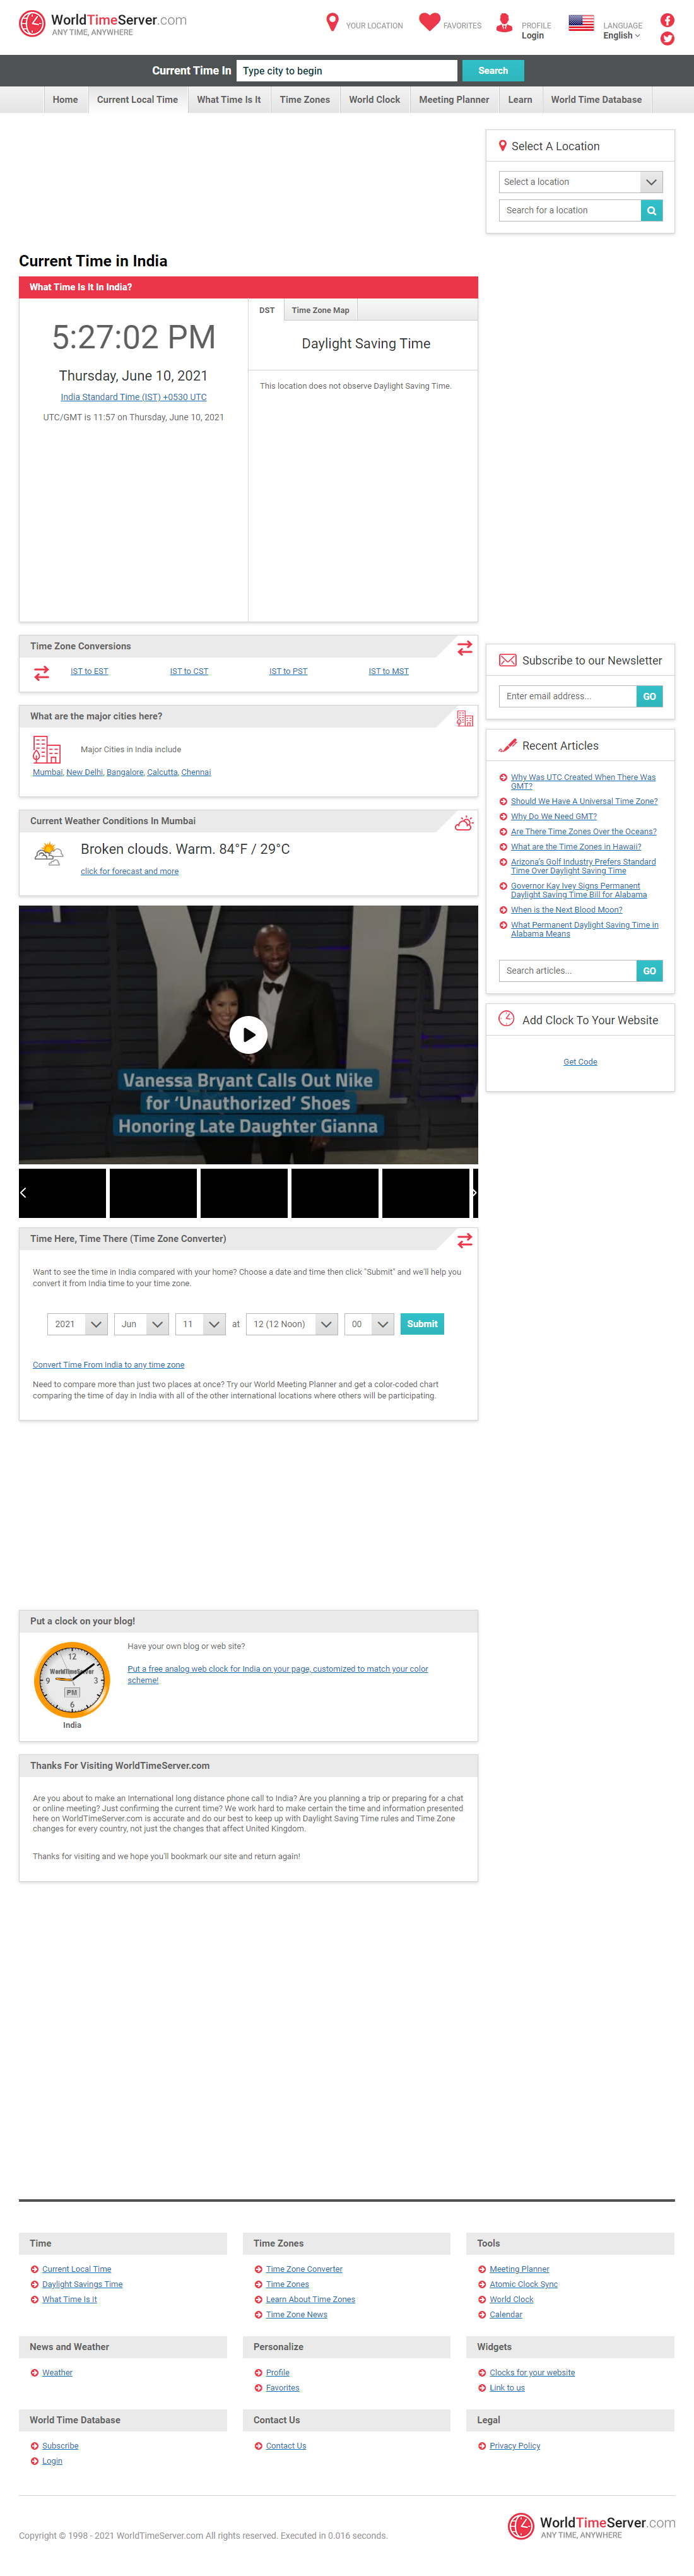 WorldTimeServer.com
ANY TIME, ANYWHERE
YOUR LOCATION
FAVORITES
PROFILE
Login
LANGUAGE
English
Current Time In
Type city to begin
Search
Home
Current Local Time
What Time Is It
Time Zones
World Clock
Meeting Planner
Learn
World Time Database
Select A Location
Select a location
Search for a location
Current Time in India
What Time Is It In India?
5:27:02 PM
Thursday, June 10, 2021
India Standard Time (IST) +0530 UTC
UTC/GMT is 11:57 on Thursday, June 10, 2021
DST
Time Zone Map
Daylight Saving Time
This location does not observe Daylight Saving Time.
Time Zone Conversions
IST to EST
IST to CST
IST to PST
IST to MST
What are the major cities here?
Major Cities in India include
Mumbai, New Delhi, Bangalore, Calcutta, Chennai
Current Weather Conditions In Mumbai
Broken clouds. Warm. 84°F / 29°C
click for forecast and more
Vanessa Bryant Calls Out Nike
for ‘Unauthorized’ Shoes
Honoring Late Daughter Gianna
Subscribe to our Newsletter
Enter email address...
GO
Recent Articles
Why Was UTC Created When There Was
GMT?
Should We Have A Universal Time Zone?
Why Do We Need GMT?
Are There Time Zones Over the Oceans?
What are the Time Zones in Hawaii?
Arizona's Golf Industry Prefers Standard
Time Over Daylight Saving Time
Governor Kay Ivey Signs Permanent
Daylight Saving Time Bill for Alabama
When is the Next Blood Moon?
What Permanent Daylight Saving Time in
Alabama Means
Search articles...
GO
Add Clock To Your Website
Get Code
Time Here, Time There (Time Zone Converter)
Want to see the time in India compared with your home? Choose a date and time then click "Submit" and we'll help you
convert it from India time to your time zone.
2021
Jun
11
at
12 (12 Noon)
00
Submit
Convert Time From India to any time zone
Need to compare more than just two places at once? Try our World Meeting Planner and get a color-coded chart
comparing the time of day in India with all of the other international locations where others will be participating.
Put a clock on your blog!
12
WorldTimeServer
9
3
PM
6
India
Have your own blog or web site?
Put a free analog web clock for India on your page, customized to match your color
scheme!
Thanks For Visiting WorldTimeServer.com
Are you about to make an International long distance phone call to India? Are you planning a trip or preparing for a chat
or online meeting? Just confirming the current time? We work hard to make certain the time and information presented
here on WorldTimeServer.com is accurate and do our best to keep up with Daylight Saving Time rules and Time Zone
changes for every country, not just the changes that affect United Kingdom.
Thanks for visiting and we hope you'll bookmark our site and return again!
Time
Current Local Time
Daylight Savings Time
What Time Is It
Time Zones
Time Zone Converter
Time Zones
Learn About Time Zones
Time Zone News
Tools
Meeting Planner
Atomic Clock Sync
World Clock
Calendar
News and Weather
Weather
Personalize
Profile
Favorites
Widgets
Clocks for your website
Link to us
World Time Database
Subscribe
Login
Contact Us
Contact Us
Legal
Privacy Policy
Copyright © 1998 - 2021 WorldTimeServer.com All rights reserved. Executed in 0.016 seconds.
WorldTimeServer.com
ANY TIME, ANYWHERE